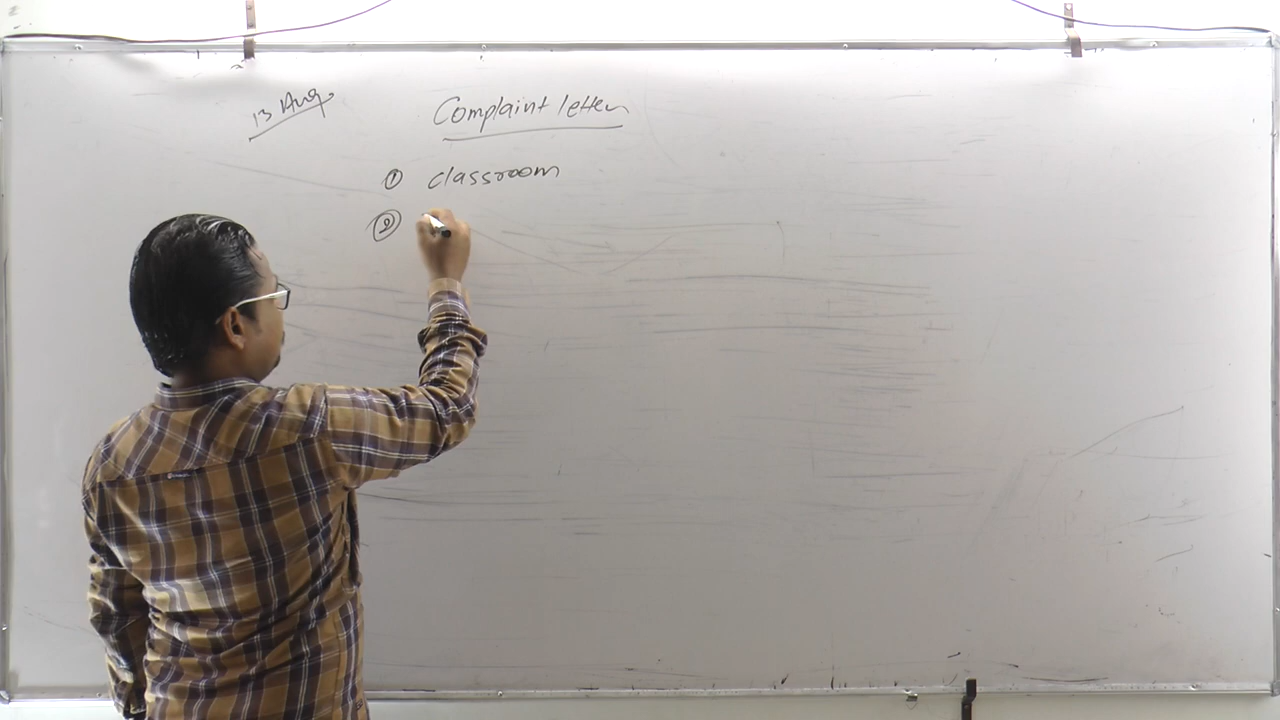 13 Aug
Complaint letter
① classroom
②